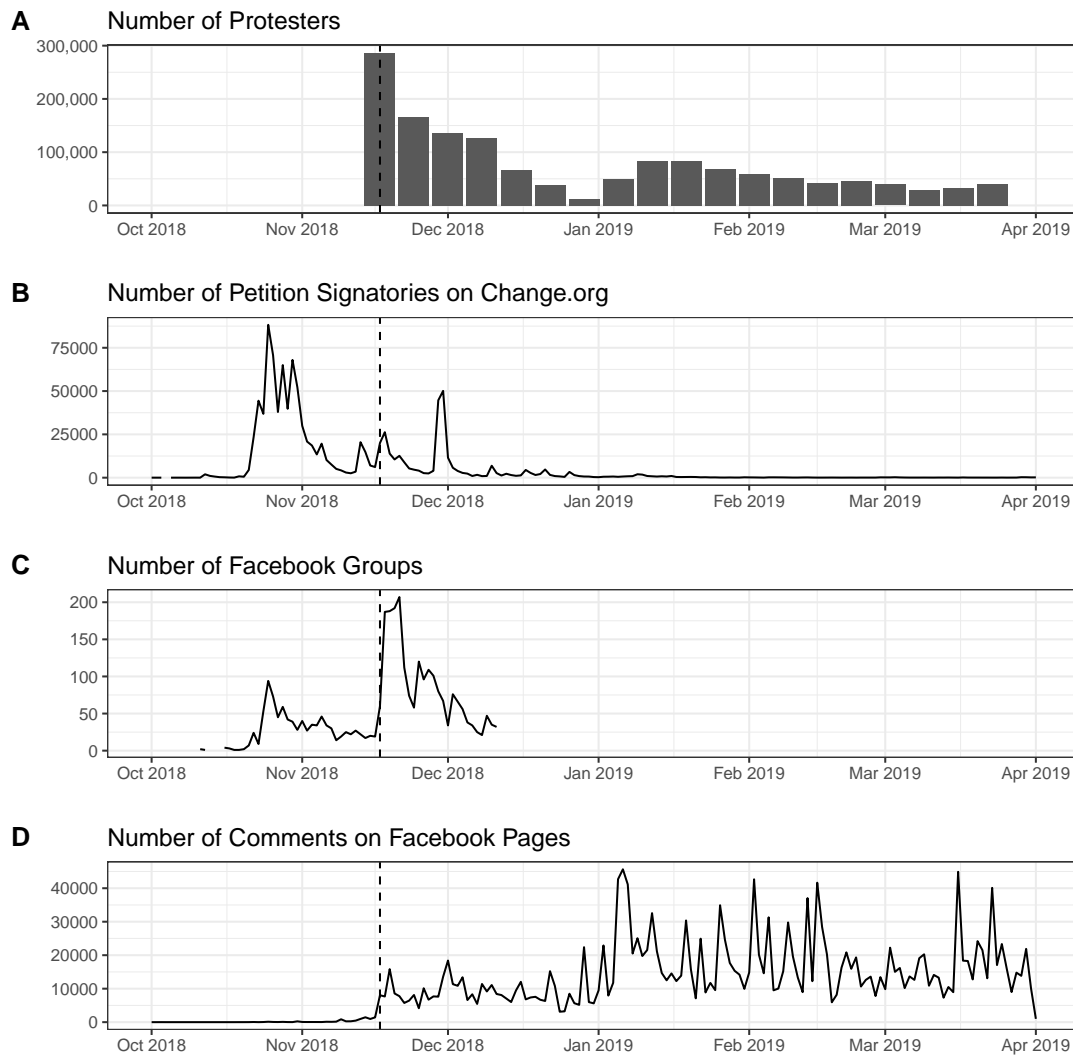 A Number of Protesters
300,000
200,000
100,000
0
Oct 2018 Nov 2018 Dec 2018 Jan 2019 Feb 2019 Mar 2019 Apr 2019
B Number of Petition Signatories on Change.org
75000
50000
25000
0
Oct 2018 Nov 2018 Dec 2018 Jan 2019 Feb 2019 Mar 2019 Apr 2019
C Number of Facebook Groups
200
150
100
50
0
Oct 2018 Nov 2018 Dec 2018 Jan 2019 Feb 2019 Mar 2019 Apr 2019
D Number of Comments on Facebook Pages
40000
30000
20000
10000
0
Oct 2018 Nov 2018 Dec 2018 Jan 2019 Feb 2019 Mar 2019 Apr 2019